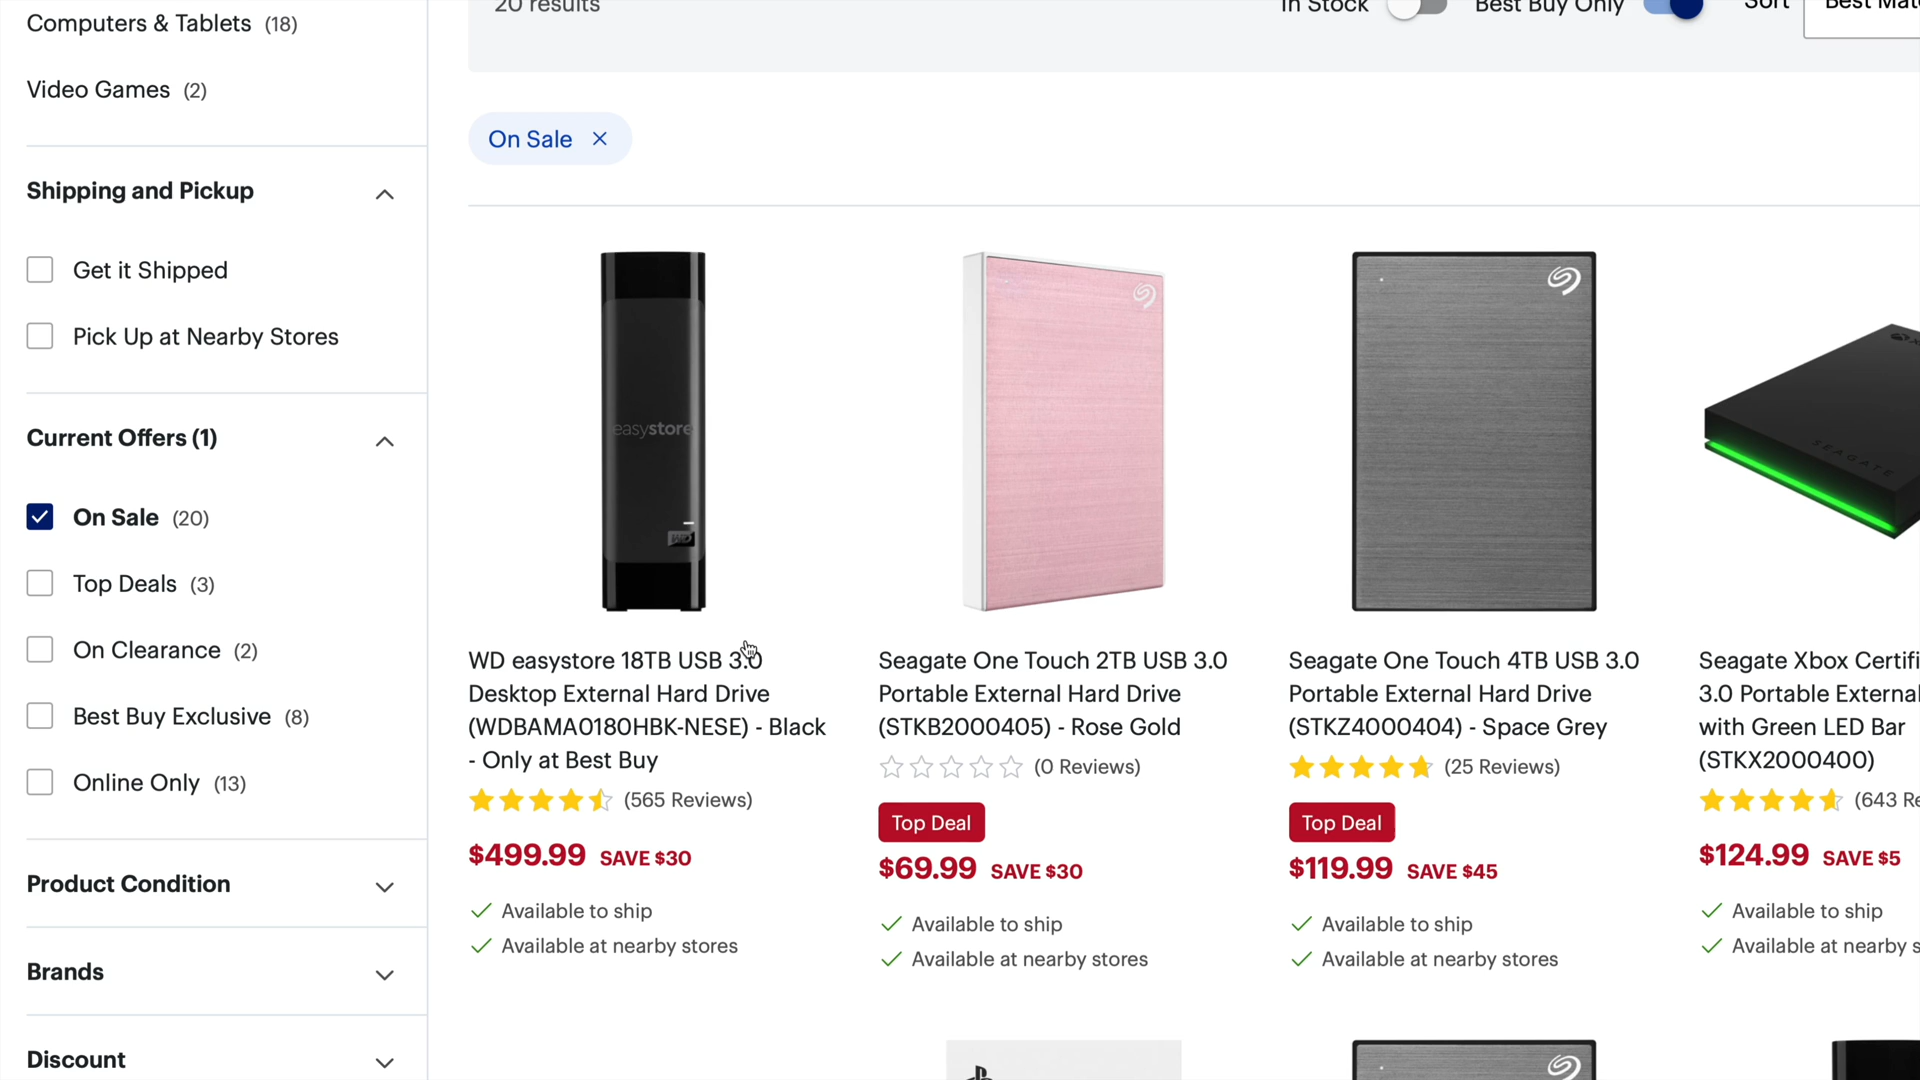 Computers & Tablets (18)
Video Games (2)
Shipping and Pickup
Get it Shipped
Pick Up at Nearby Stores
Current Offers (1)
On Sale (20)
Top Deals (3)
On Clearance (2)
Best Buy Exclusive (8)
Online Only (13)
Product Condition
Brands
Discount
20 results
In Stock
Best Buy Only
Sort
Best
On Sale
easystore
WD
WD easystore 18TB USB 3.0
Desktop External Hard Drive
(WDBAMA0180HBK-NESE) - Black
- Only at Best Buy
(565 Reviews)
$499.99 SAVE $30
Available to ship
Available at nearby stores
Seagate One Touch 2TB USB 3.0
Portable External Hard Drive
(STKB2000405) - Rose Gold
(0 Reviews)
Top Deal
$69.99 SAVE $30
Available to ship
Available at nearby stores
Seagate One Touch 4TB USB 3.0
Portable External Hard Drive
(STKZ4000404) - Space Grey
(25 Reviews)
Top Deal
$119.99 SAVE $45
Available to ship
Available at nearby stores
SEAGATE
Seagate Xbox Certifi
3.0 Portable External
with Green LED Bar
(STKX2000400)
(643 Re
$124.99 SAVE $5
Available to ship
Available at nearby s